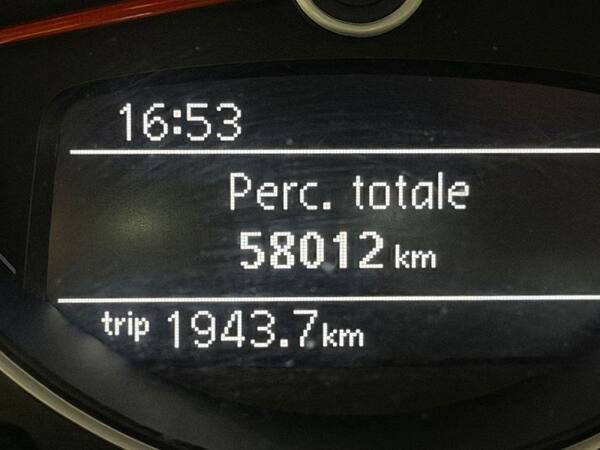 16:53
Perc. totale
58012 km
trip 1943.7 km